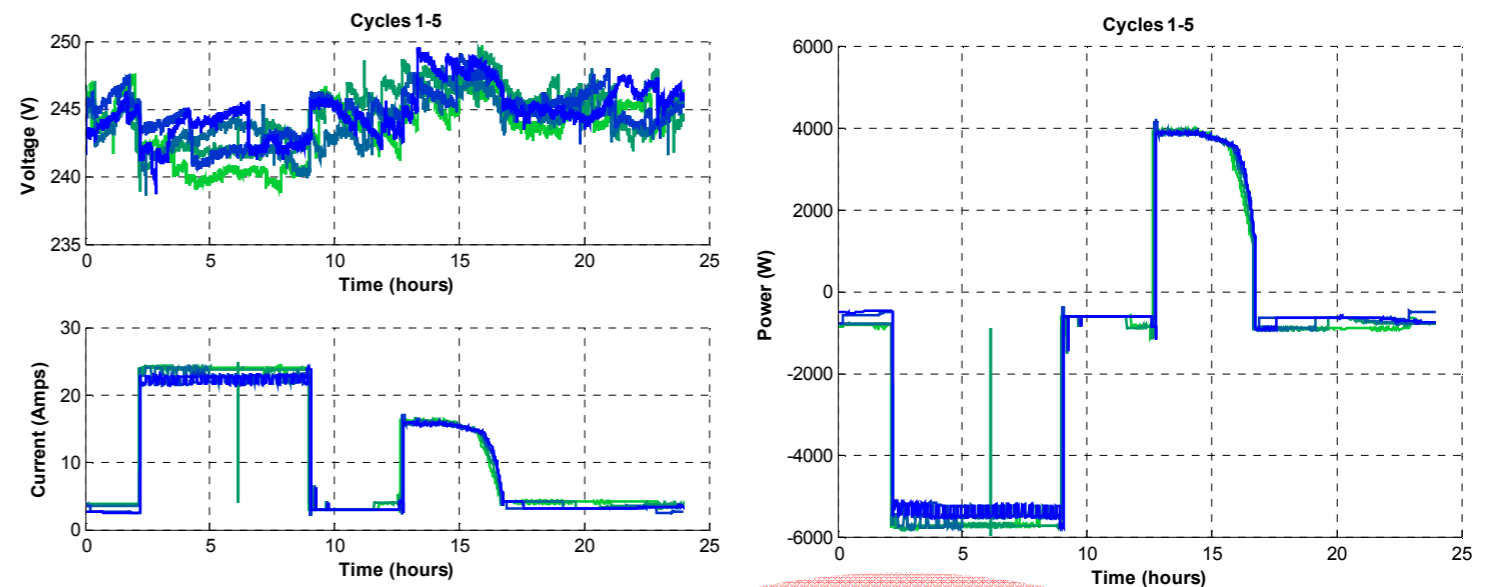 Cycles 1-5
250
245
240
235
Voltage (V)
0 5 10 15 20 25
Time (hours)
30
20
10
0
Current (Amps)
0 5 10 15 20 25
Time (hours)
Cycles 1-5
6000
4000
2000
0
-2000
-4000
-6000
Power (W)
0 5 10 15 20 25
Time (hours)